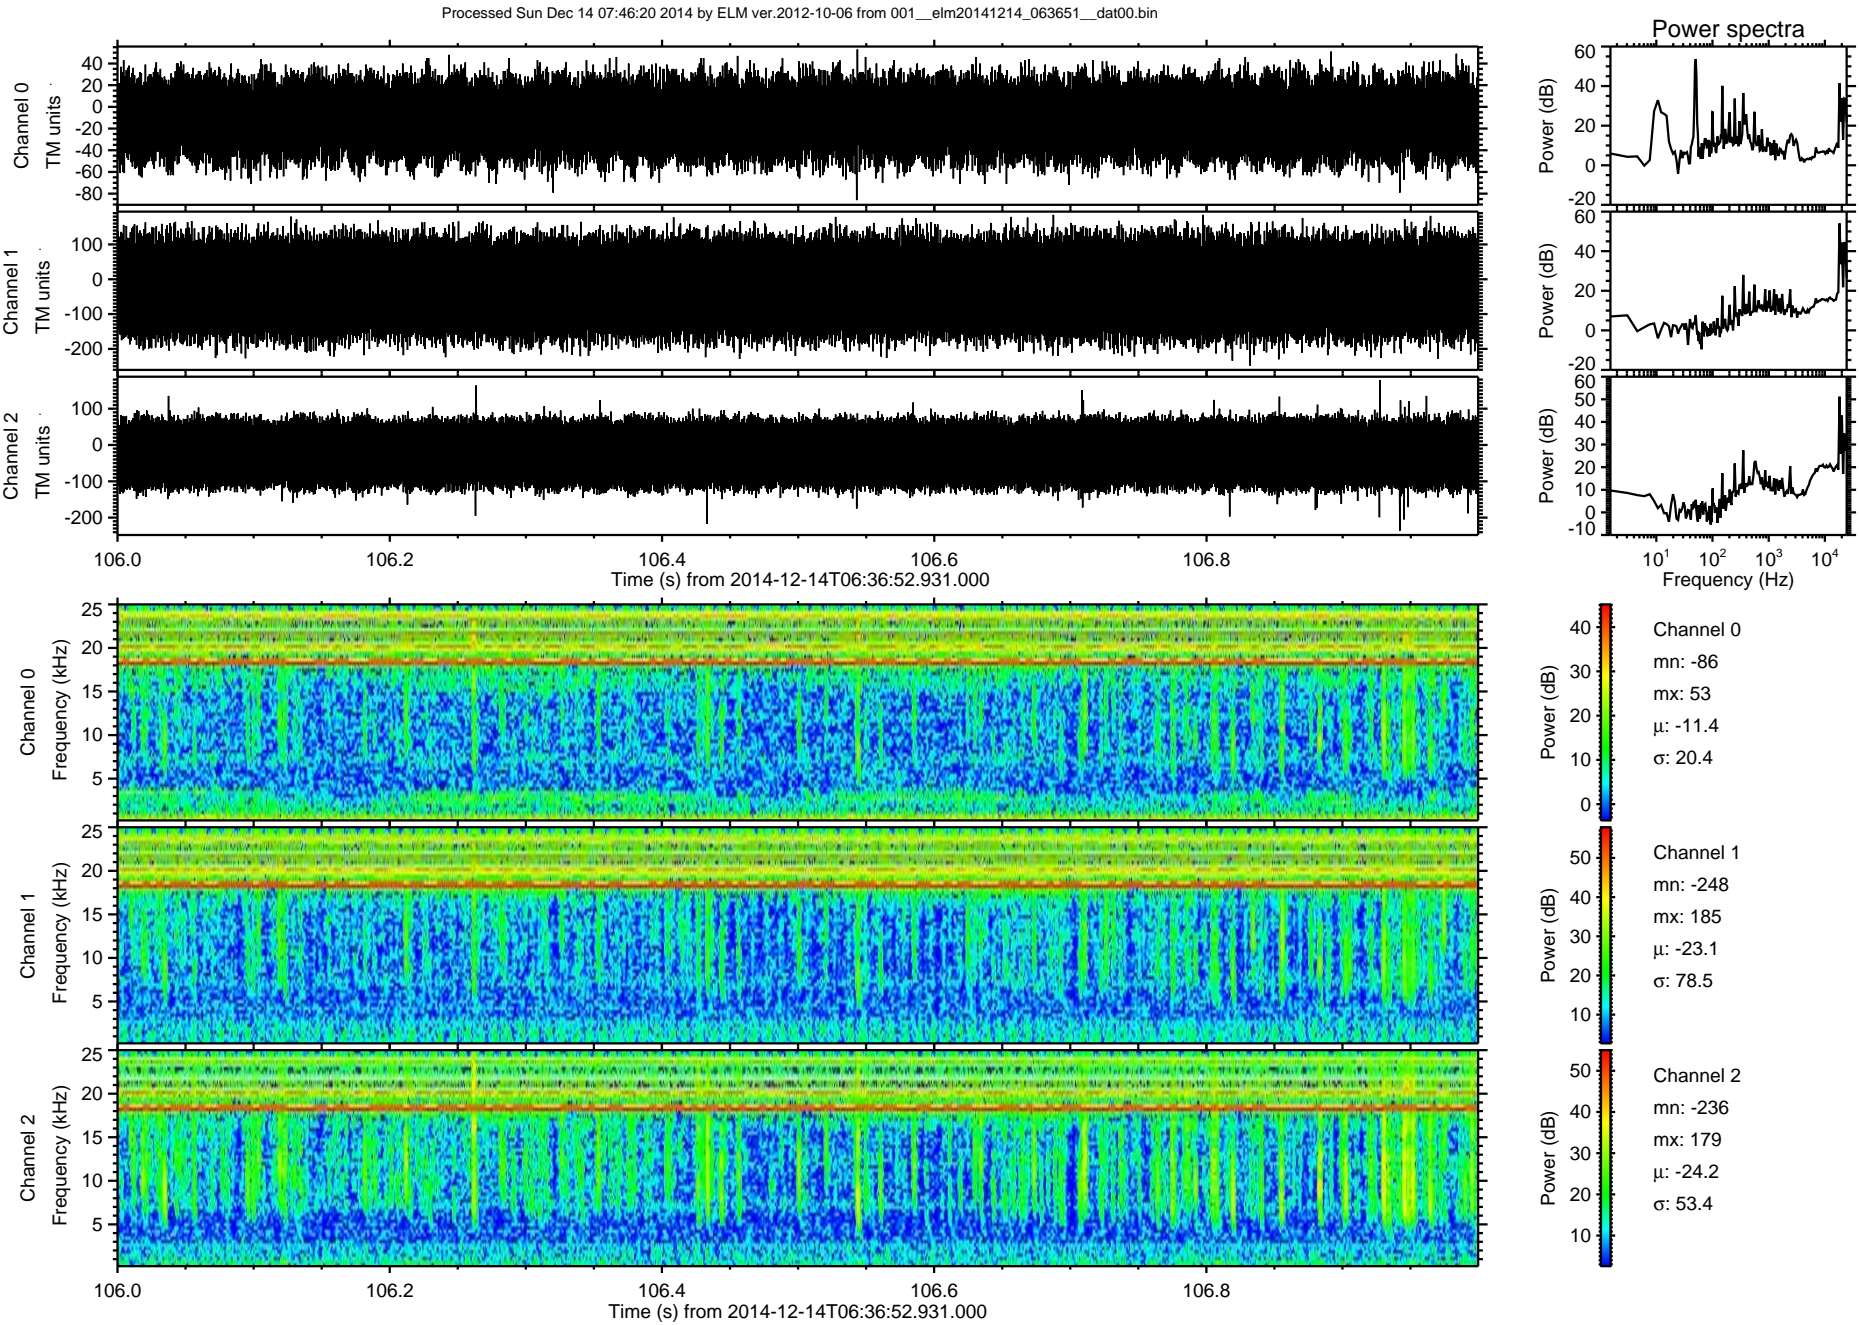 Processed Sun Dec 14 07:46:20 2014 by ELM ver.2012-10-06 from 001__elm20141214_063651__dat00.bin
Power spectra
Channel 0
TM units
40
20
0
-20
-40
-60
-80
Power (dB)
60
40
20
0
-20
Channel 1
TM units
100
0
-100
-200
Power (dB)
60
40
20
0
-20
Channel 2
TM units
100
0
-100
-200
Power (dB)
60
50
40
30
20
10
0
-10
106.0 106.2 106.4 106.6 106.8
Time (s) from 2014-12-14T06:36:52.931.000
10¹ 10² 10³ 10⁴
Frequency (Hz)
Channel 0
Frequency (kHz)
25
20
15
10
5
Power (dB)
40
30
20
10
0
Channel 0
mn: -86
mx: 53
μ: -11.4
σ: 20.4
Channel 1
Frequency (kHz)
25
20
15
10
5
Power (dB)
50
40
30
20
10
Channel 1
mn: -248
mx: 185
μ: -23.1
σ: 78.5
Channel 2
Frequency (kHz)
25
20
15
10
5
Power (dB)
50
40
30
20
10
Channel 2
mn: -236
mx: 179
μ: -24.2
σ: 53.4
106.0 106.2 106.4 106.6 106.8
Time (s) from 2014-12-14T06:36:52.931.000